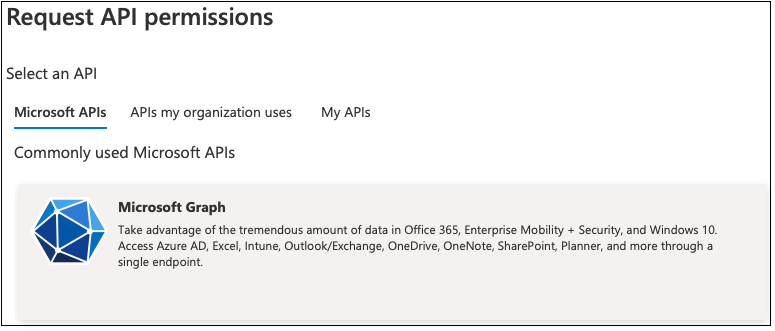 Request API permissions
Select an API
Microsoft APIs APIs my organization uses My APIs
Commonly used Microsoft APIs
Microsoft Graph
Take advantage of the tremendous amount of data in Office 365, Enterprise Mobility + Security, and Windows 10.
Access Azure AD, Excel, Intune, Outlook/Exchange, OneDrive, OneNote, SharePoint, Planner, and more through a
single endpoint.